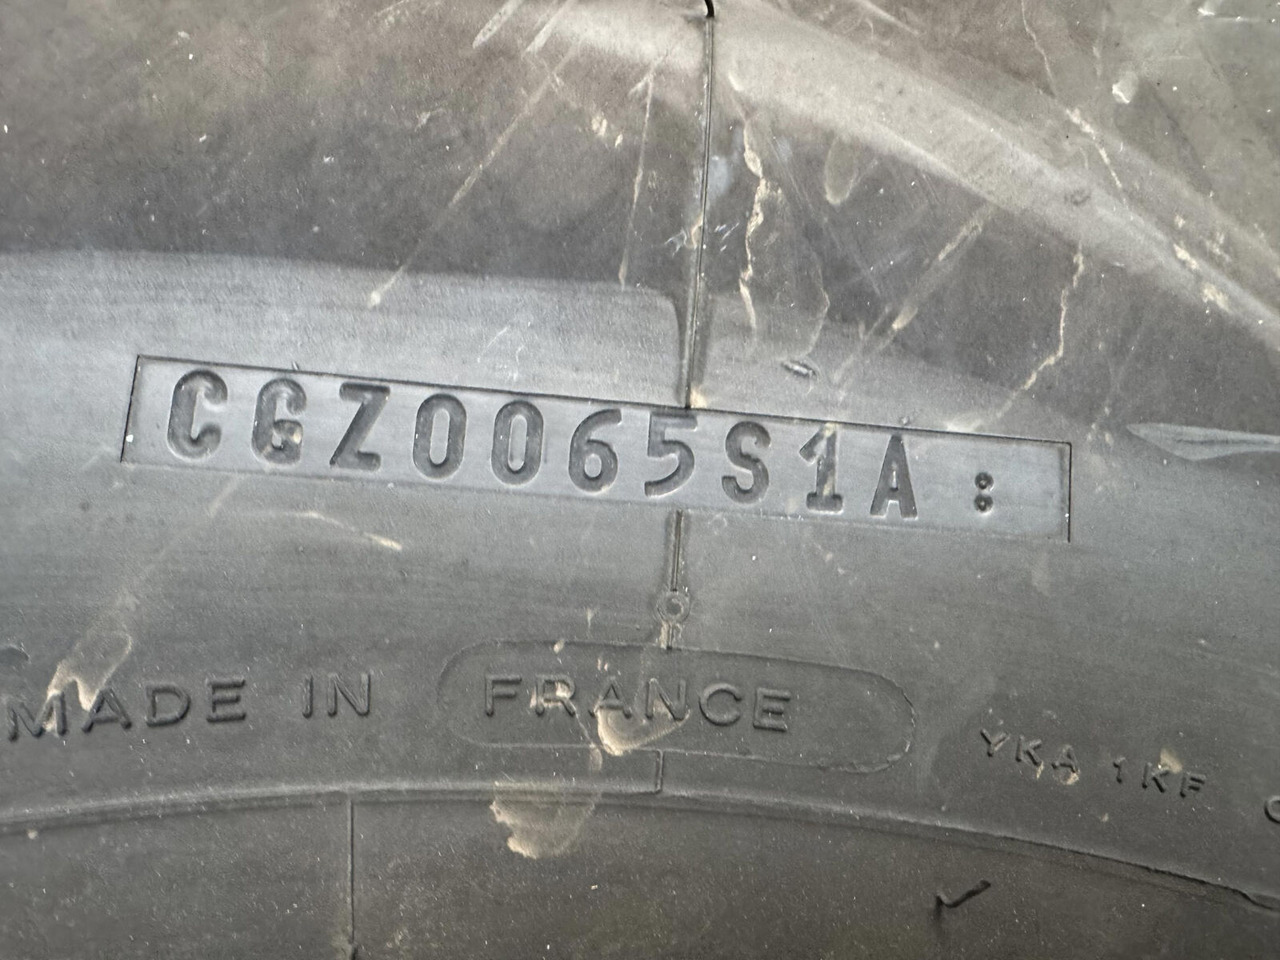 CGZ0065S1A :
MADE IN FRANCE
YKA 1KF